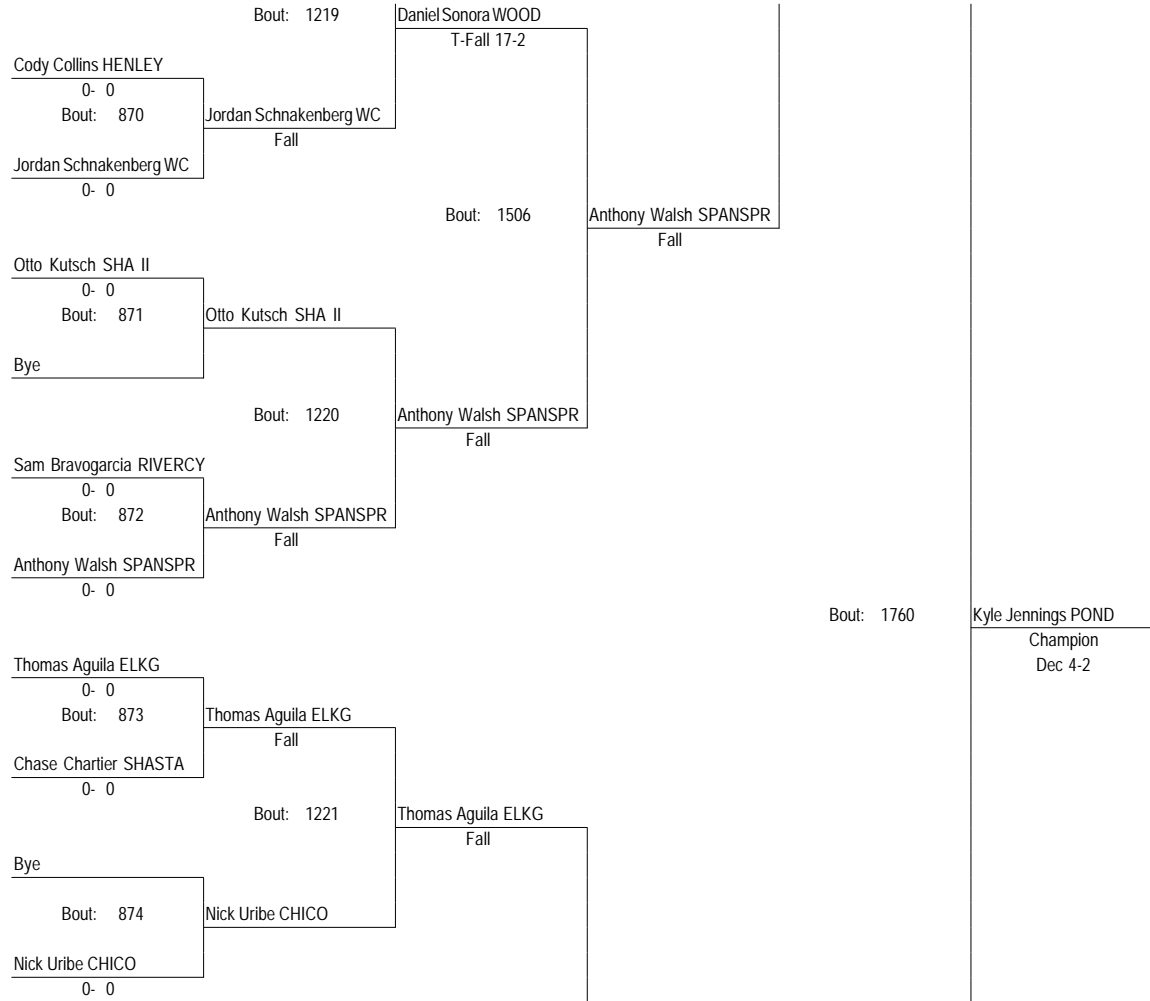 Bout: 1219 Daniel Sonora WOOD
T-Fall 17-2
Cody Collins HENLEY
0- 0
Bout: 870 Jordan Schnakenberg WC
Fall
Jordan Schnakenberg WC
0- 0
Bout: 1506 Anthony Walsh SPANSPR
Fall
Otto Kutsch SHA II
0- 0
Bout: 871 Otto Kutsch SHA II
Bye
Bout: 1220 Anthony Walsh SPANSPR
Fall
Sam Bravogarcia RIVERCY
0- 0
Bout: 872 Anthony Walsh SPANSPR
Fall
Anthony Walsh SPANSPR
0- 0
Bout: 1760 Kyle Jennings POND
Champion
Dec 4-2
Thomas Aguila ELKG
0- 0
Bout: 873 Thomas Aguila ELKG
Fall
Chase Chartier SHASTA
0- 0
Bout: 1221 Thomas Aguila ELKG
Fall
Bye
Bout: 874 Nick Uribe CHICO
Nick Uribe CHICO
0- 0